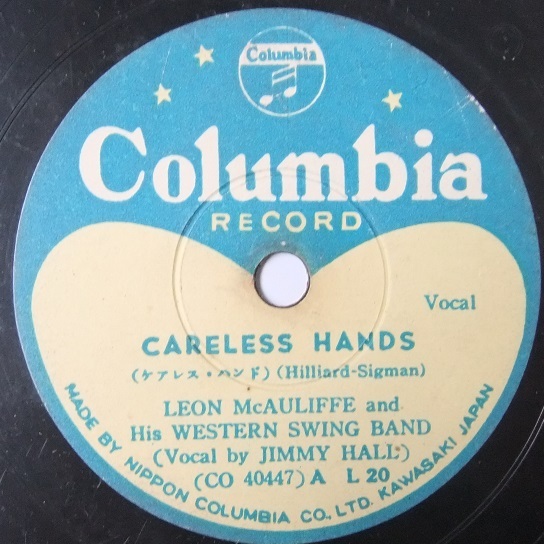 Columbia
Columbia
RECORD
Vocal
CARELESS HANDS
(ケアレス・ハンド) (Hilliard-Sigman)
LEON McAULIFFE and
His WESTERN SWING BAND
(Vocal by JIMMY HALL)
(CO 40447) A L 20
MADE BY NIPPON COLUMBIA CO., LTD. KAWASAKI JAPAN